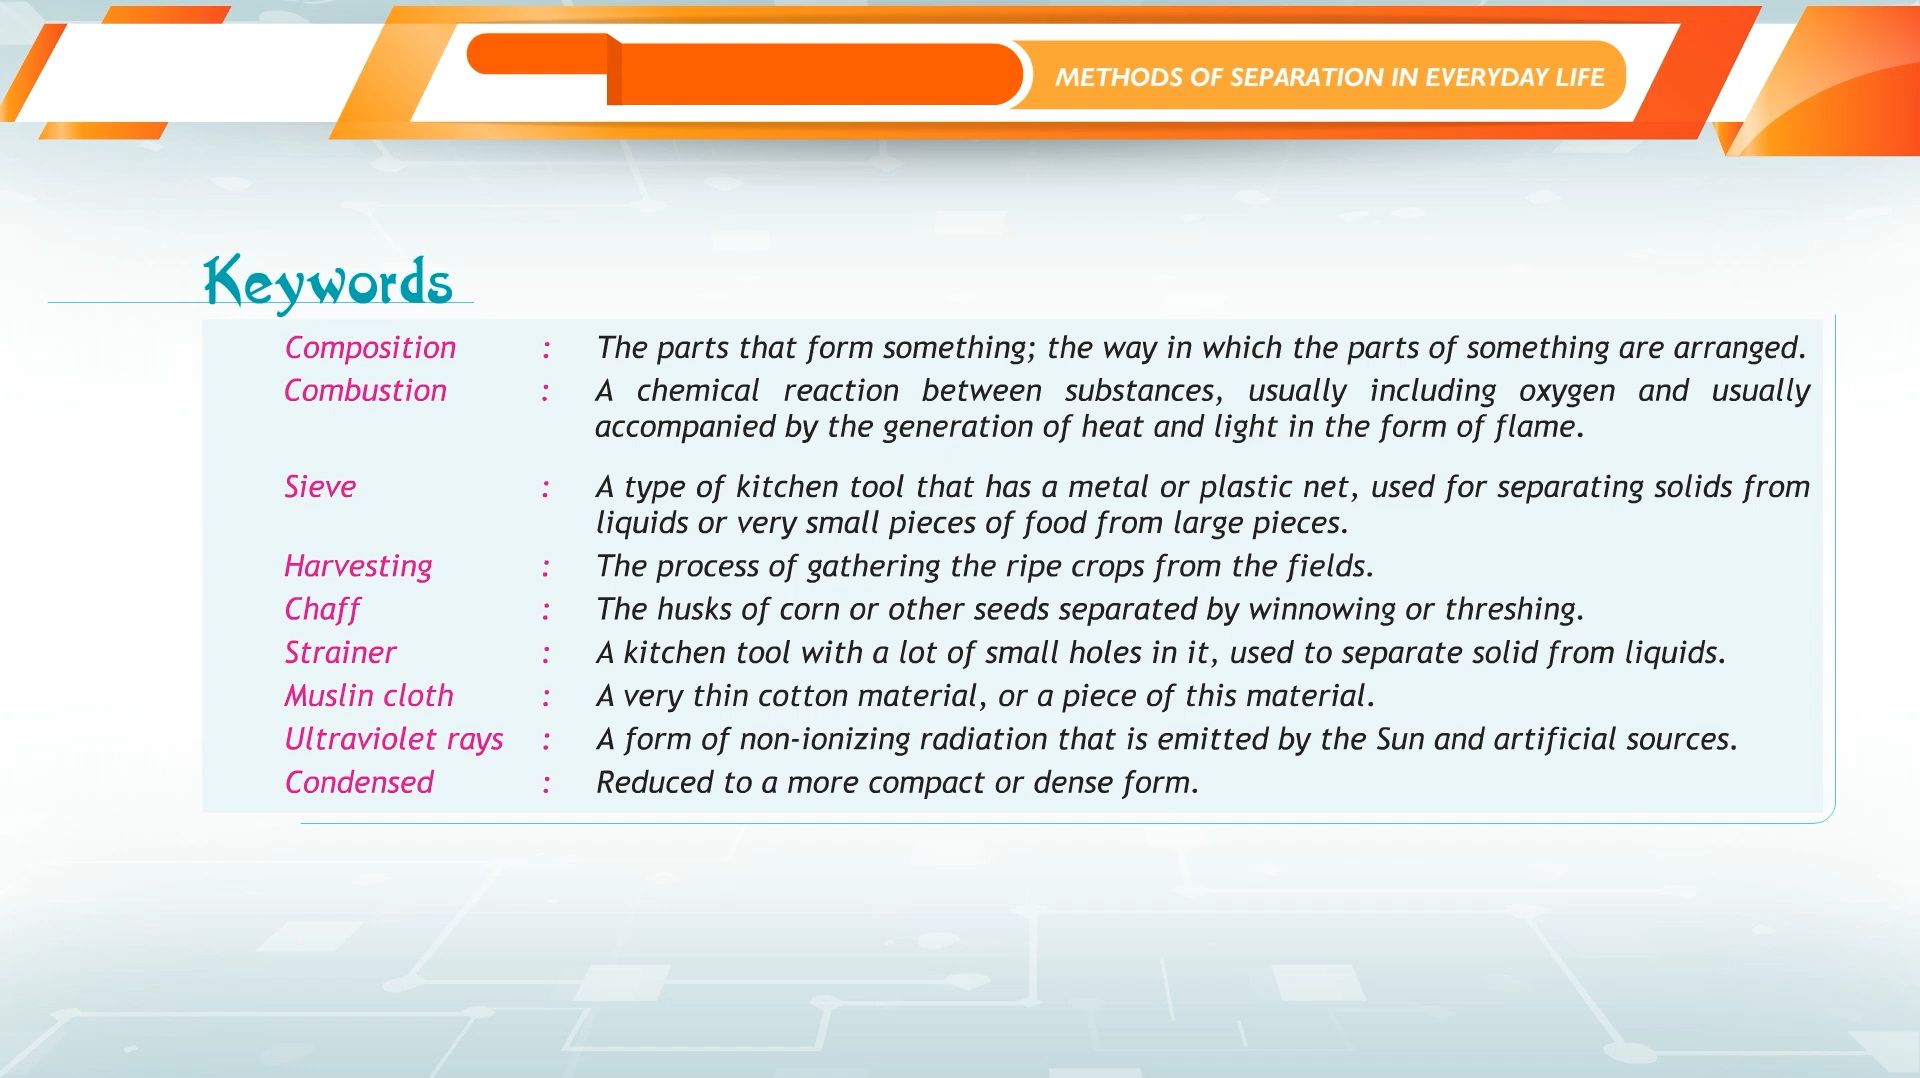 METHODS OF SEPARATION IN EVERYDAY LIFE
Keywords
Composition : The parts that form something; the way in which the parts of something are arranged.
Combustion : A chemical reaction between substances, usually including oxygen and usually
accompanied by the generation of heat and light in the form of flame.
Sieve : A type of kitchen tool that has a metal or plastic net, used for separating solids from
liquids or very small pieces of food from large pieces.
Harvesting : The process of gathering the ripe crops from the fields.
Chaff : The husks of corn or other seeds separated by winnowing or threshing.
Strainer : A kitchen tool with a lot of small holes in it, used to separate solid from liquids.
Muslin cloth : A very thin cotton material, or a piece of this material.
Ultraviolet rays : A form of non-ionizing radiation that is emitted by the Sun and artificial sources.
Condensed : Reduced to a more compact or dense form.